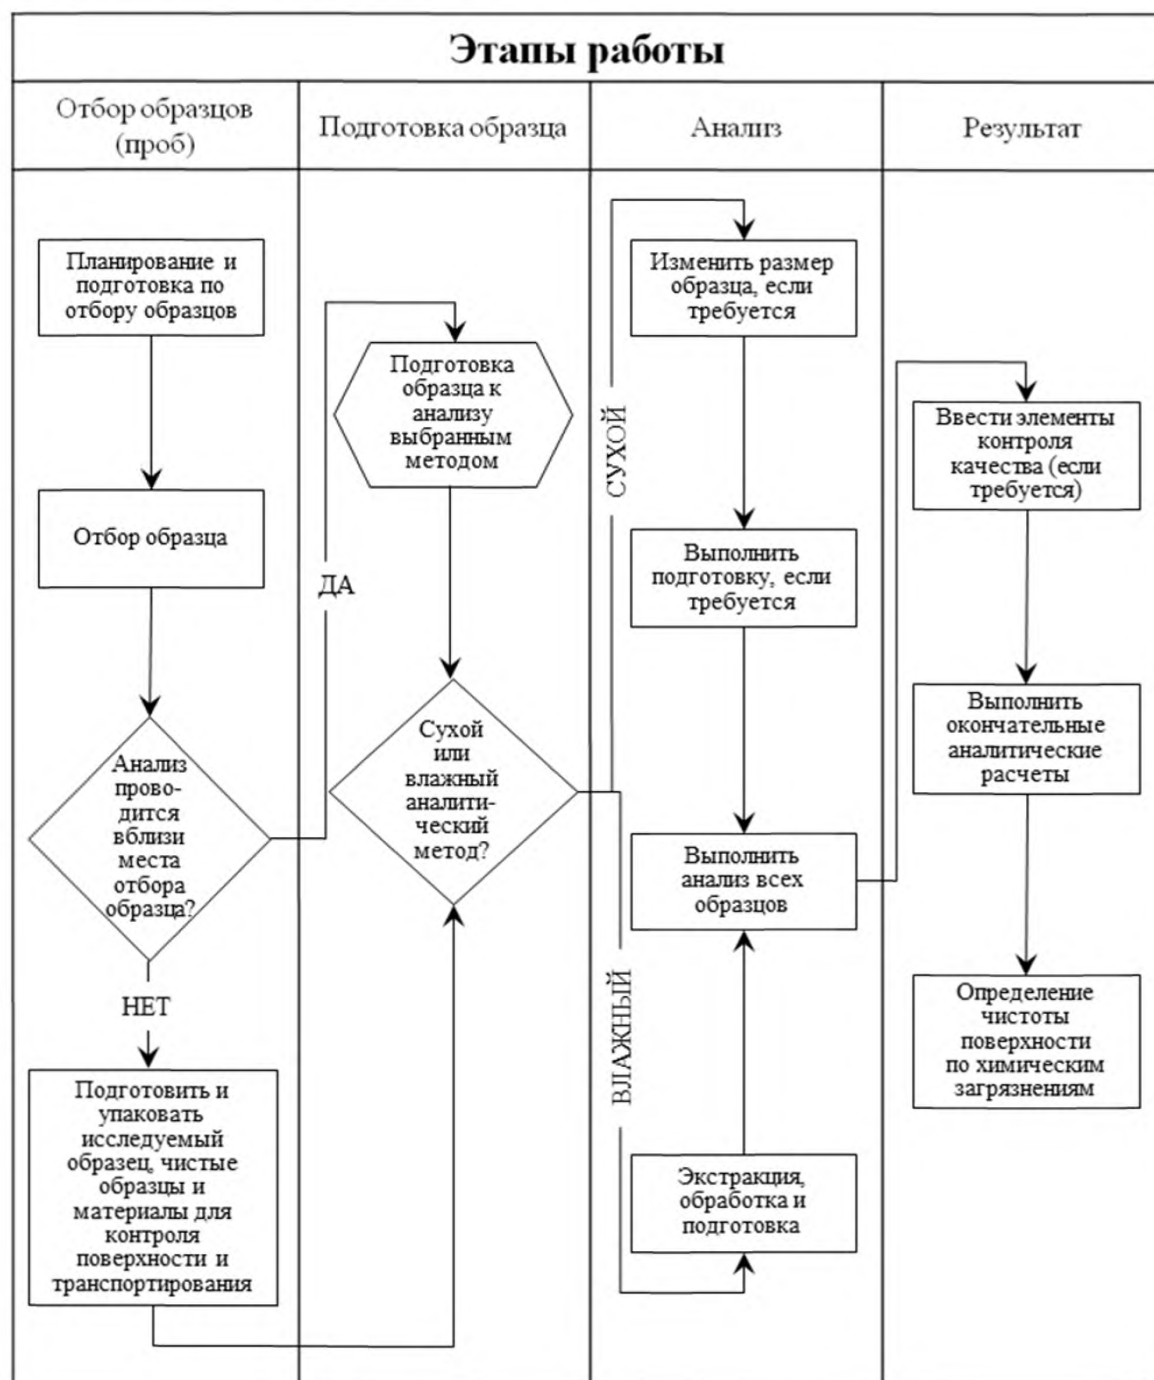 Этапы работы
Отбор образцов
(проб)
Подготовка образца
Анализ
Результат
Планирование и
подготовка по
отбору образцов
Отбор образца
Анализ
прово-
дится
вблизи
места
отбора
образца?
НЕТ
Подготовить и
упаковать
исследуемый
образец, чистые
образцы и
материалы для
контроля
поверхности и
транспортирования
ДА
Подготовка
образца к
анализу
выбранным
методом
Сухой
или
влажный
аналити-
ческий
метод?
СУХОЙ
ВЛАЖНЫЙ
Изменить размер
образца, если
требуется
Выполнить
подготовку, если
требуется
Выполнить
анализ всех
образцов
Экстракция,
обработка и
подготовка
Ввести элементы
контроля
качества (если
требуется)
Выполнить
окончательные
аналитические
расчеты
Определение
чистоты
поверхности
по химическим
загрязнениям